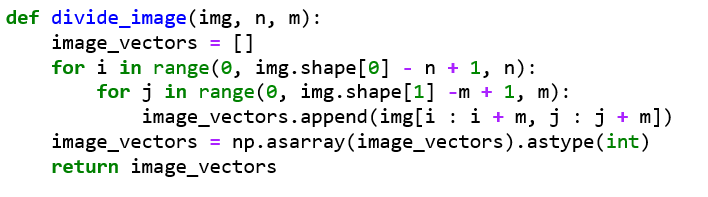 def divide_image(img, n, m):
    image_vectors = []
    for i in range(0, img.shape[0] - n + 1, n):
        for j in range(0, img.shape[1] -m + 1, m):
            image_vectors.append(img[i : i + m, j : j + m])
    image_vectors = np.asarray(image_vectors).astype(int)
    return image_vectors